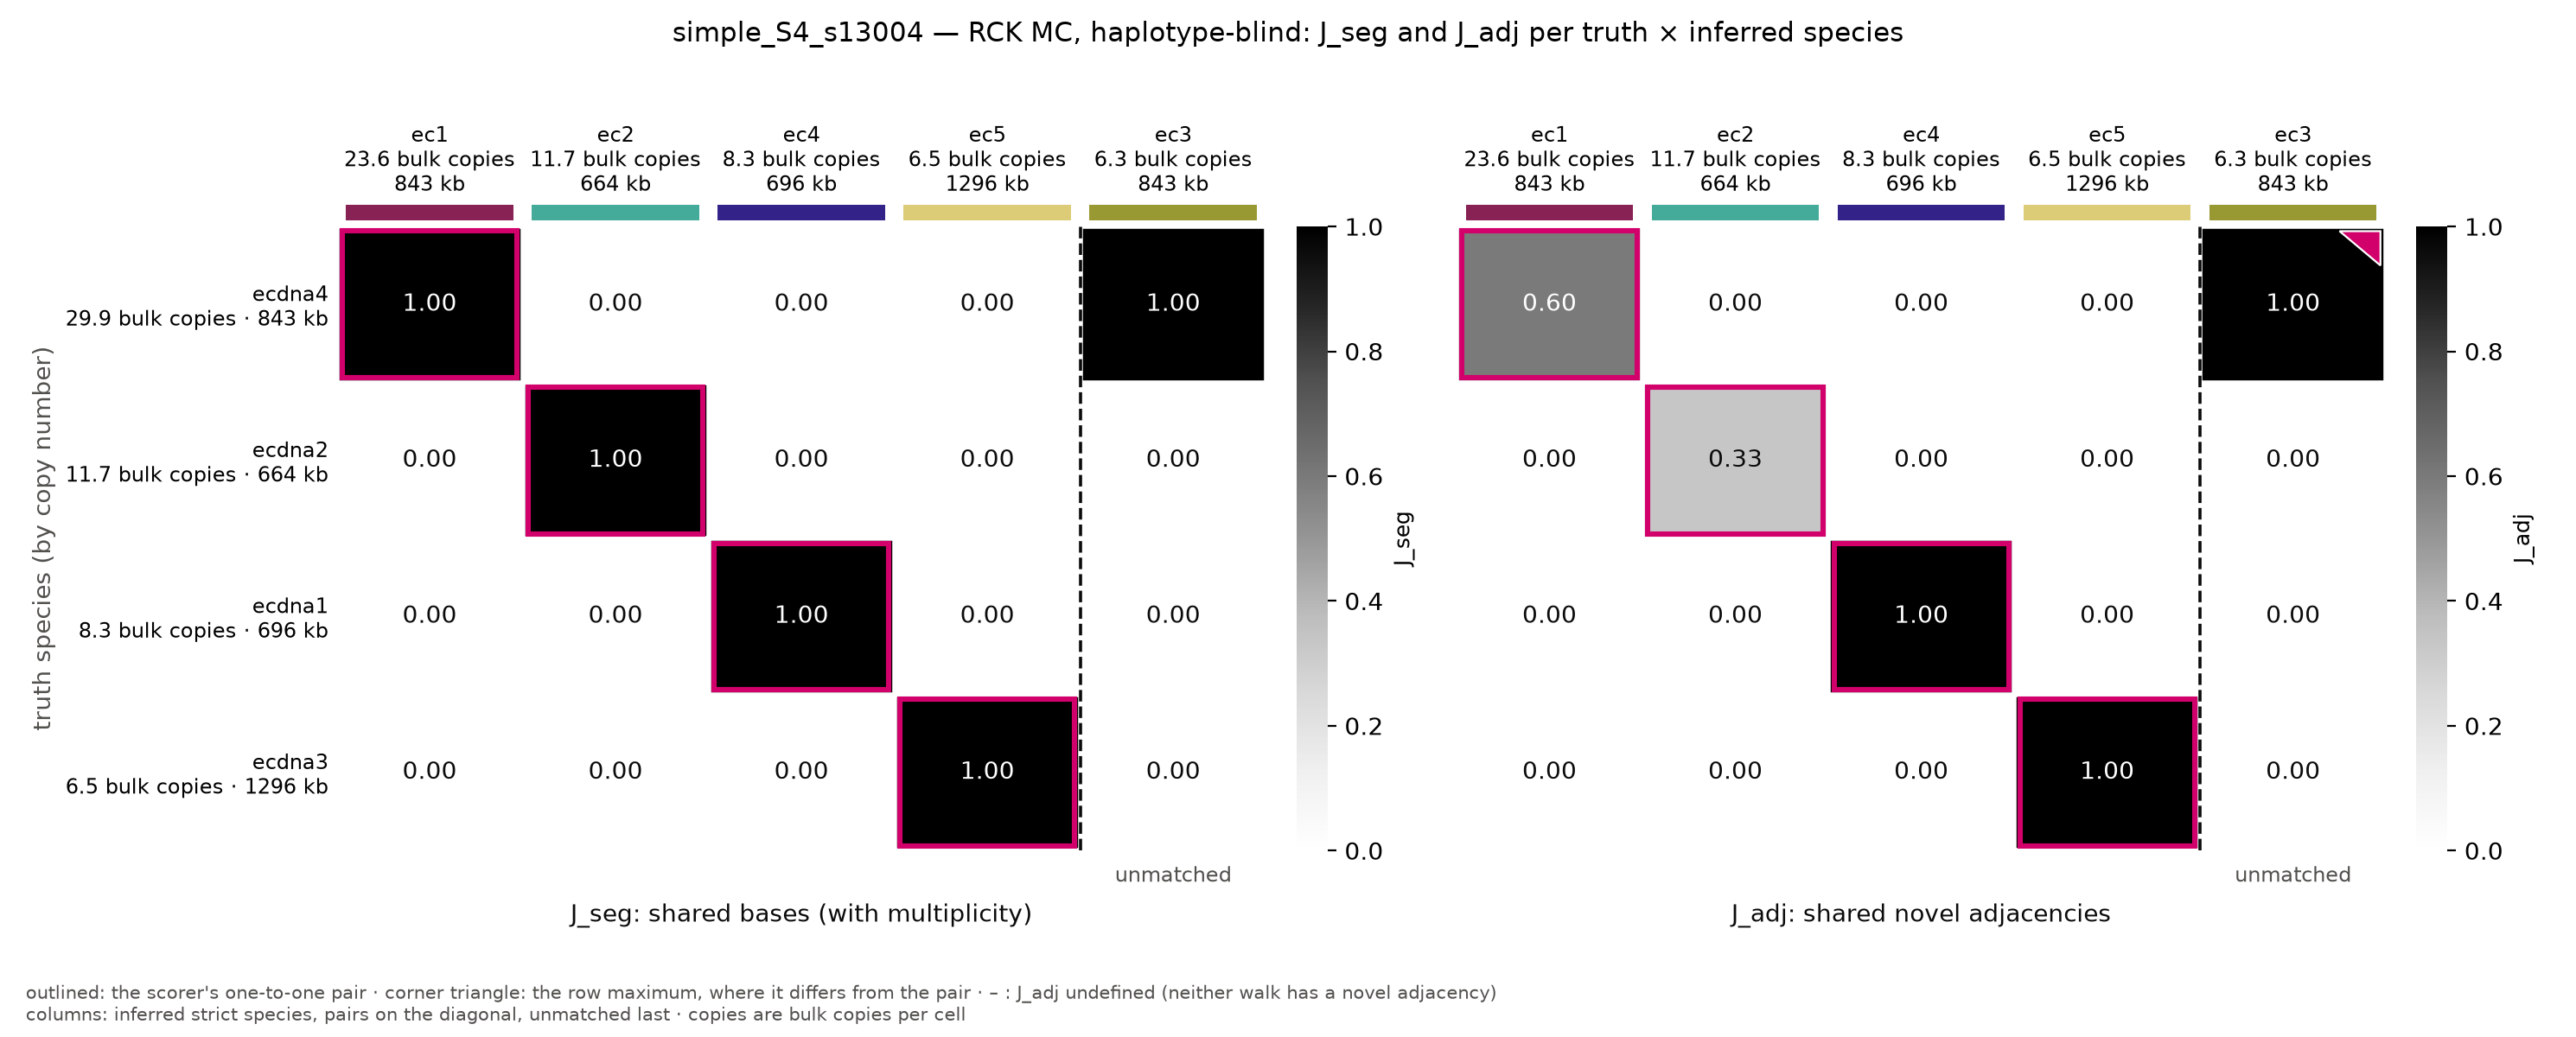 simple_S4_s13004 — RCK MC, haplotype-blind: J_seg and J_adj per truth × inferred species
ec1
23.6 bulk copies
843 kb
ec2
11.7 bulk copies
664 kb
ec4
8.3 bulk copies
696 kb
ec5
6.5 bulk copies
1296 kb
ec3
6.3 bulk copies
843 kb
truth species (by copy number)
ecdna4
29.9 bulk copies · 843 kb
1.00 0.00 0.00 0.00 1.00
ecdna2
11.7 bulk copies · 664 kb
0.00 1.00 0.00 0.00 0.00
ecdna1
8.3 bulk copies · 696 kb
0.00 0.00 1.00 0.00 0.00
ecdna3
6.5 bulk copies · 1296 kb
0.00 0.00 0.00 1.00 0.00
unmatched
J_seg: shared bases (with multiplicity)
1.0
0.8
0.6
0.4
0.2
0.0
J_seg
ec1
23.6 bulk copies
843 kb
ec2
11.7 bulk copies
664 kb
ec4
8.3 bulk copies
696 kb
ec5
6.5 bulk copies
1296 kb
ec3
6.3 bulk copies
843 kb
0.60 0.00 0.00 0.00 1.00
0.00 0.33 0.00 0.00 0.00
0.00 0.00 1.00 0.00 0.00
0.00 0.00 0.00 1.00 0.00
unmatched
J_adj: shared novel adjacencies
1.0
0.8
0.6
0.4
0.2
0.0
J_adj
outlined: the scorer's one-to-one pair · corner triangle: the row maximum, where it differs from the pair · – : J_adj undefined (neither walk has a novel adjacency)
columns: inferred strict species, pairs on the diagonal, unmatched last · copies are bulk copies per cell